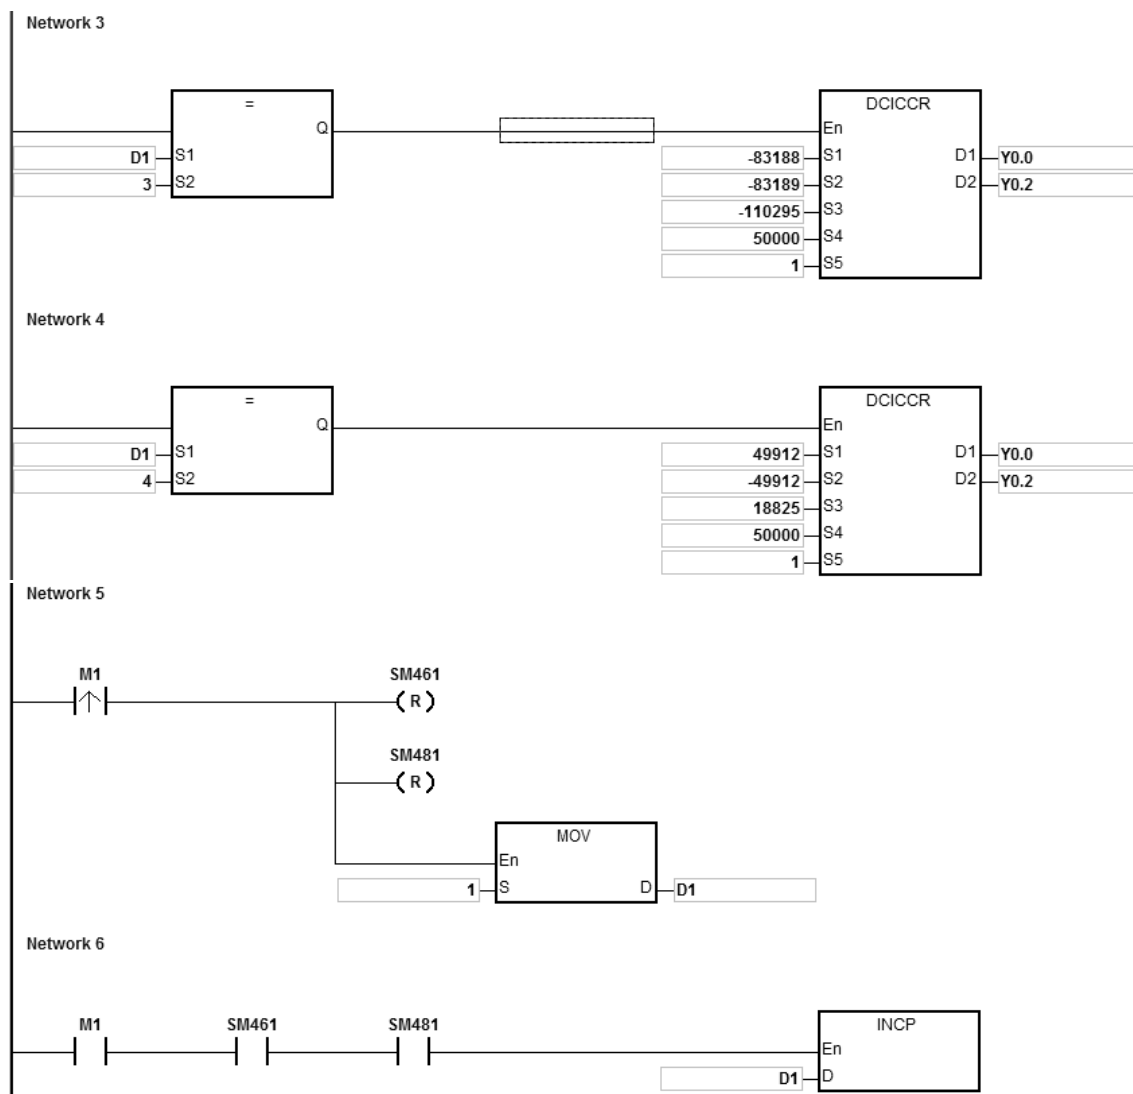 Network 3
=
DCICCR
Q
En
D1 S1
-83188 S1 D1 Y0.0
3 S2
-83189 S2 D2 Y0.2
-110295 S3
50000 S4
1 S5
Network 4
=
DCICCR
Q
En
D1 S1
49912 S1 D1 Y0.0
4 S2
-49912 S2 D2 Y0.2
18825 S3
50000 S4
1 S5
Network 5
M1 SM461
R
SM481
R
MOV
En
1 S D D1
Network 6
M1 SM461 SM481
INCP
En
D1 D